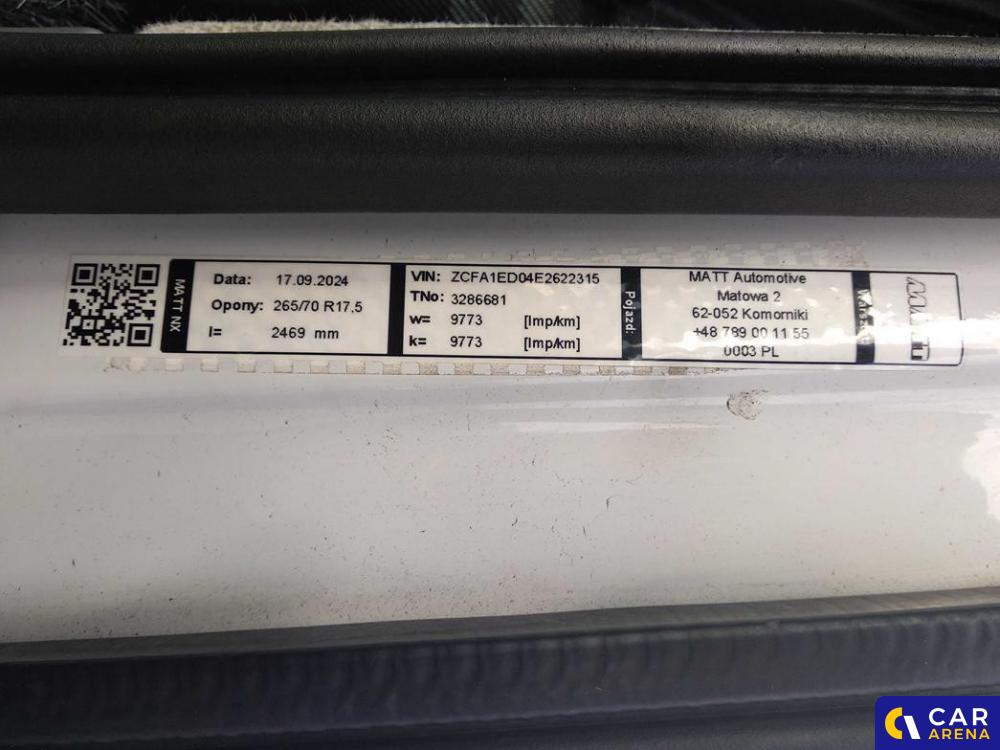 MATT NX
Data: 17.09.2024
Opony: 265/70 R17,5
l= 2469 mm
VIN: ZCFA1ED04E2622315
TNo: 3286681
w= 9773 [Imp/km]
k= 9773 [Imp/km]
Pojazd:
MATT Automotive
Matowa 2
62-052 Komorniki
+48 789 00 11 55
0003 PL
MATT
CAR
ARENA